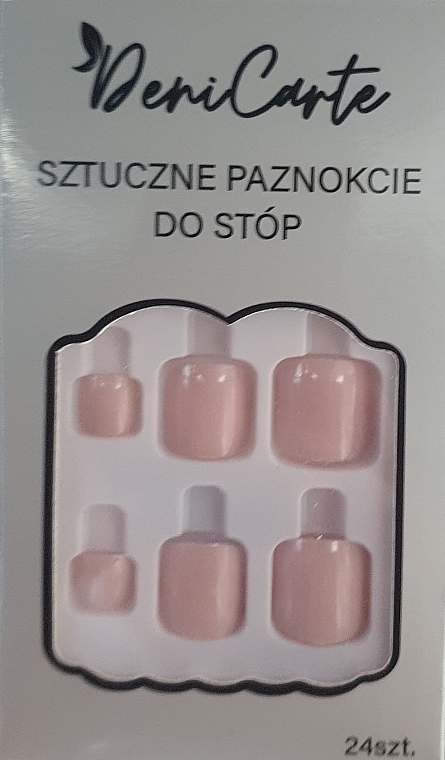 DeniCarte
SZTUCZNE PAZNOKCIE
DO STÓP
24szt.